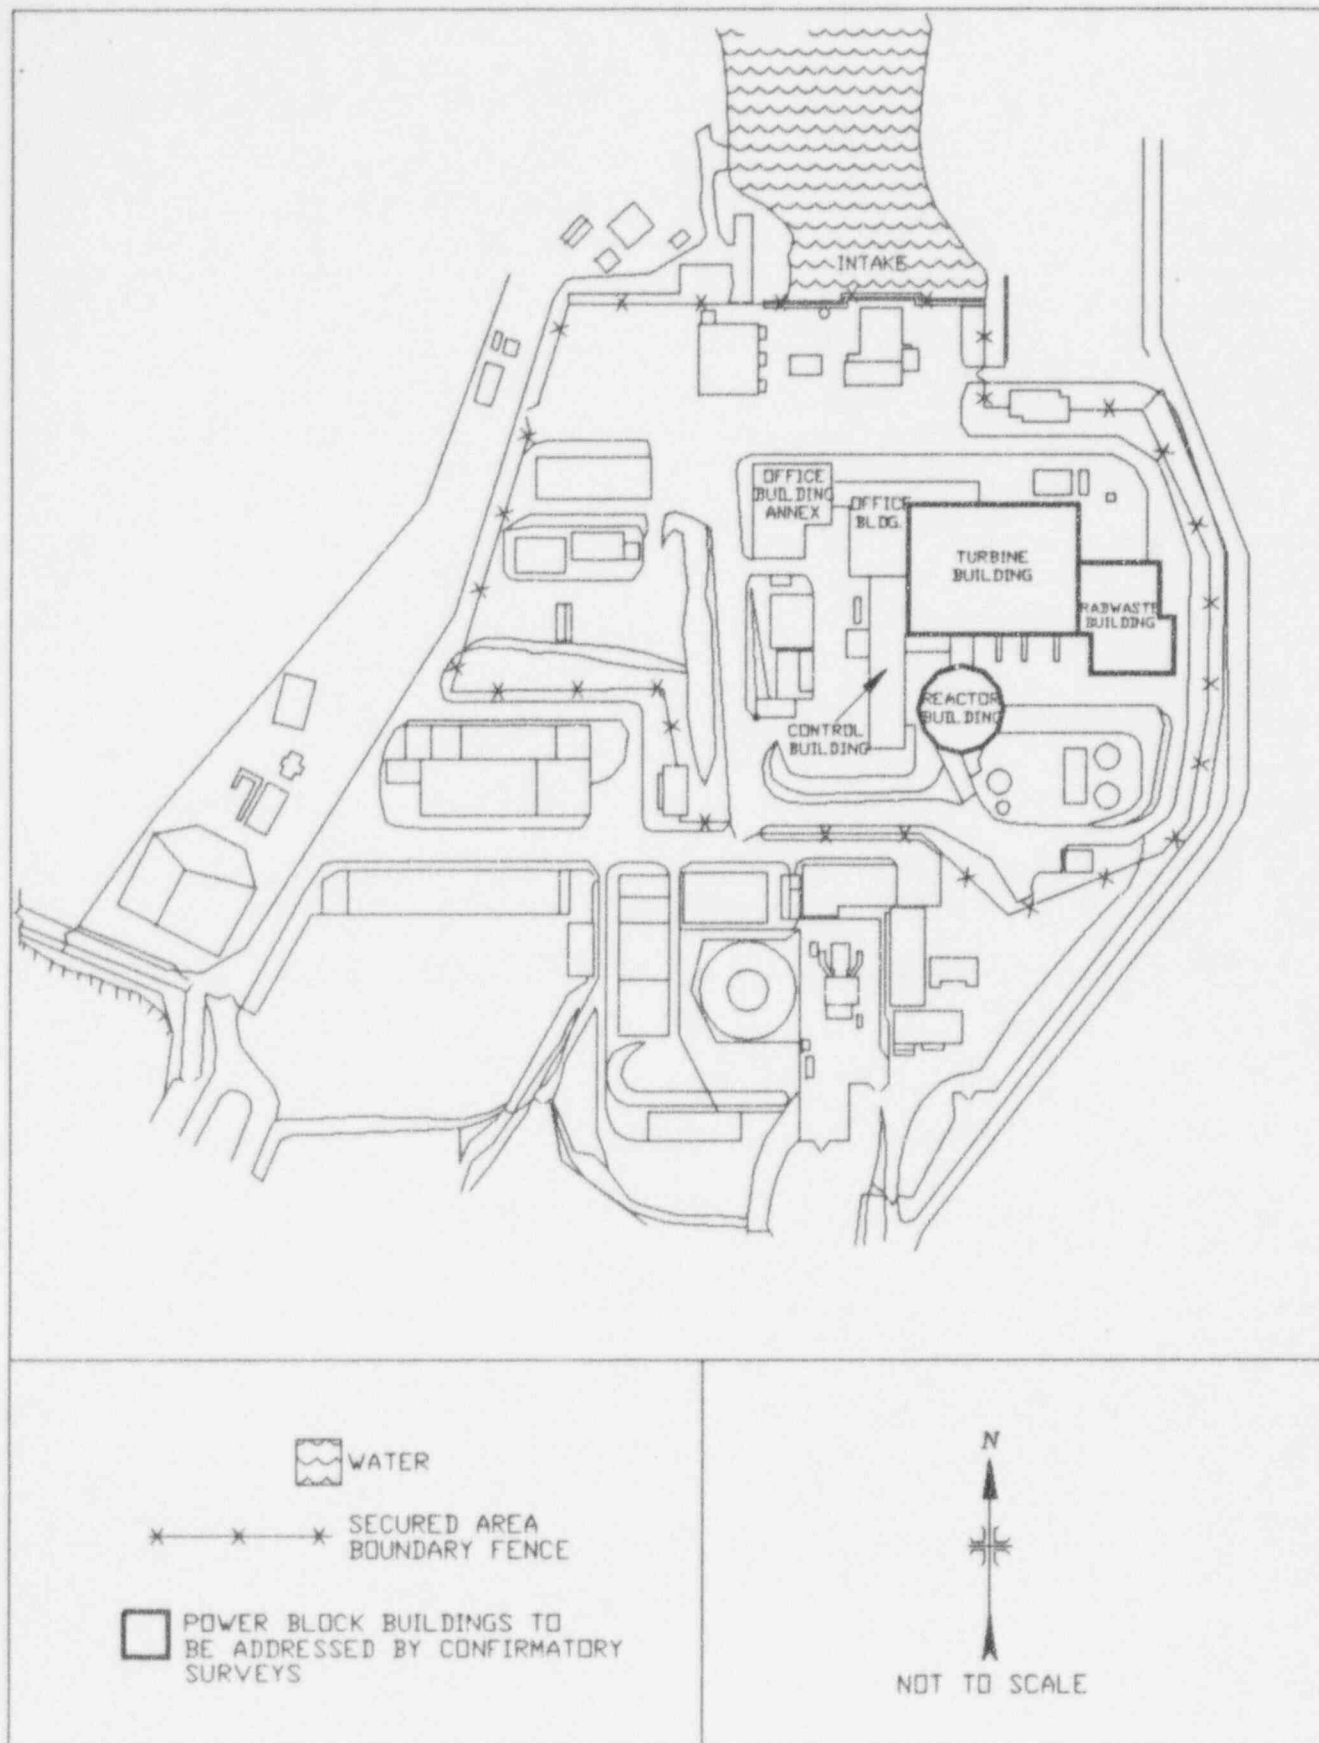 INTAKE
OFFICE
BUILDING
ANNEX
OFFICE
BLDG.
TURBINE
BUILDING
RADWASTE
BUILDING
REACTOR
BUILDING
CONTROL
BUILDING
WATER
SECURED AREA
BOUNDARY FENCE
POWER BLOCK BUILDINGS TO
BE ADDRESSED BY CONFIRMATORY
SURVEYS
N
NOT TO SCALE